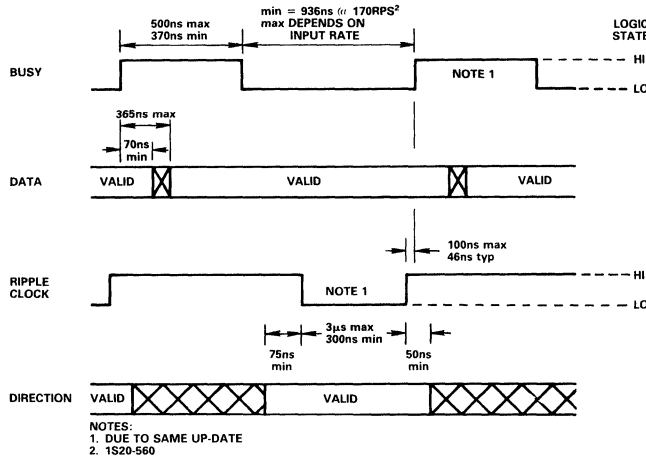 500ns max
370ns min
min = 936ns @ 170RPS²
max DEPENDS ON
INPUT RATE
LOGIC
STATE
BUSY
NOTE 1
HI
LO
365ns max
70ns
min
DATA
VALID
VALID
VALID
100ns max
46ns typ
RIPPLE
CLOCK
NOTE 1
HI
LO
75ns
min
3μs max
300ns min
50ns
min
DIRECTION
VALID
VALID
NOTES:
1. DUE TO SAME UP-DATE
2. 1S20-560